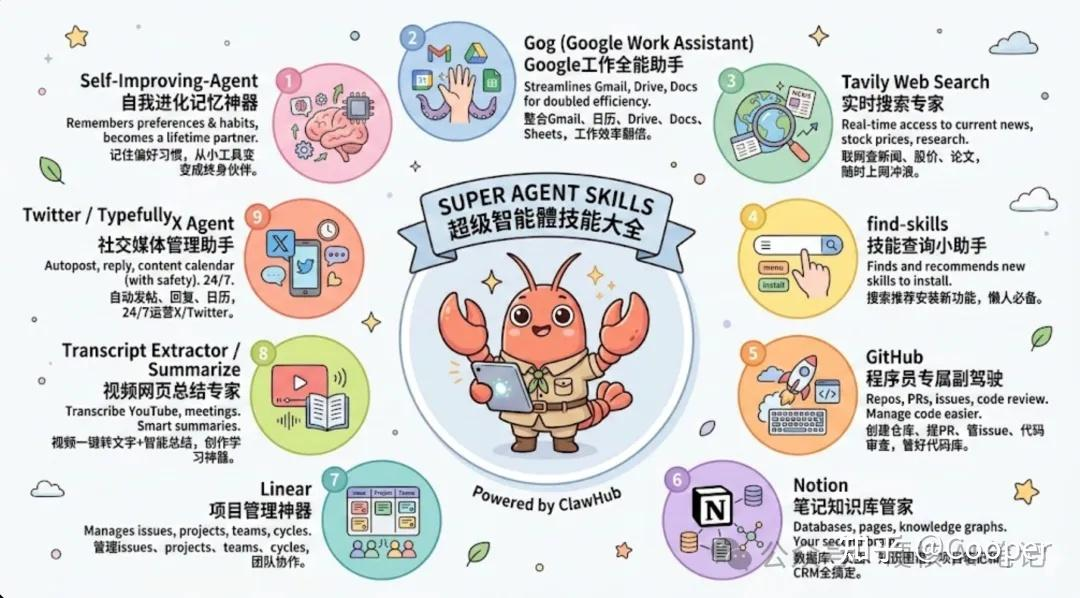 SUPER AGENT SKILLS
超级智能體技能大全
Powered by ClawHub
1
Self-Improving-Agent
自我进化记忆神器
Remembers preferences & habits,
becomes a lifetime partner.
记住偏好习惯，从小工具变
变成终身伙伴。
2
31
Gog (Google Work Assistant)
Google工作全能助手
Streamlines Gmail, Drive, Docs
for doubled efficiency.
整合Gmail、日历、Drive、Docs、
Sheets，工作效率翻倍。
3
NEWS
Tavily Web Search
实时搜索专家
Real-time access to current news,
stock prices, research.
联网查新闻、股价、论文，
随时上网冲浪。
4
menu
install
find-skills
技能查询小助手
Finds and recommends new
skills to install.
搜索推荐安装新功能，懒人必备。
5
</>
GitHub
程序员专属副驾驶
Repos, PRs, issues, code review.
Manage code easier.
创建仓库、提PR、管issue、代码
审查，管好代码库。
6
N
Notion
笔记知识库管家
Databases, pages, knowledge graphs.
Your second brain.
数据库、
CRM全搞定。
7
Issue Project Teams
Linear
项目管理神器
Manages issues, projects, teams, cycles.
管理issues、projects、teams、cycles，
团队协作。
8
Transcript Extractor /
Summarize
视频网页总结专家
Transcribe YouTube, meetings.
Smart summaries.
视频一键转文字+智能总结，创作学
习神器。
9
X
Twitter / Typefully X Agent
社交媒体管理助手
Autopost, reply, content calendar
(with safety). 24/7.
自动发帖、回复、日历，
24/7运营X/Twitter。
知乎 @Cooper